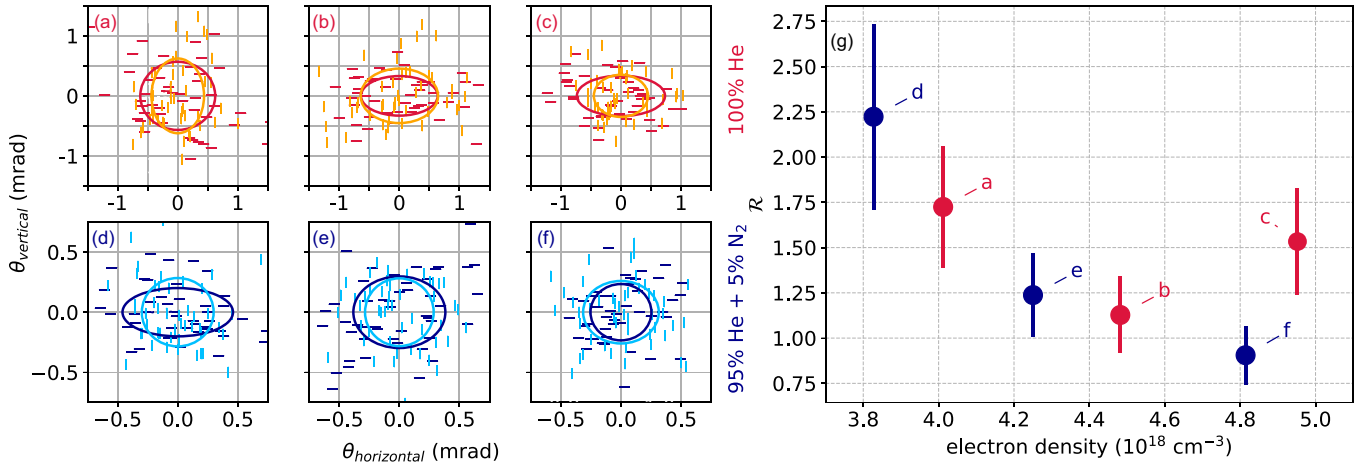 (a)
(b)
(c)
1
0
-1
-1 0 1
-1 0 1
-1 0 1
θvertical (mrad)
100% He
(d)
(e)
(f)
0.5
0.0
−0.5
−0.5 0.0 0.5
−0.5 0.0 0.5
−0.5 0.0 0.5
θhorizontal (mrad)
95% He + 5% N₂
(g)
2.75
2.50
2.25
2.00
1.75
1.50
1.25
1.00
0.75
ℛ
d
a
c
e
b
f
3.8 4.0 4.2 4.4 4.6 4.8 5.0
electron density (10¹⁸ cm⁻³)